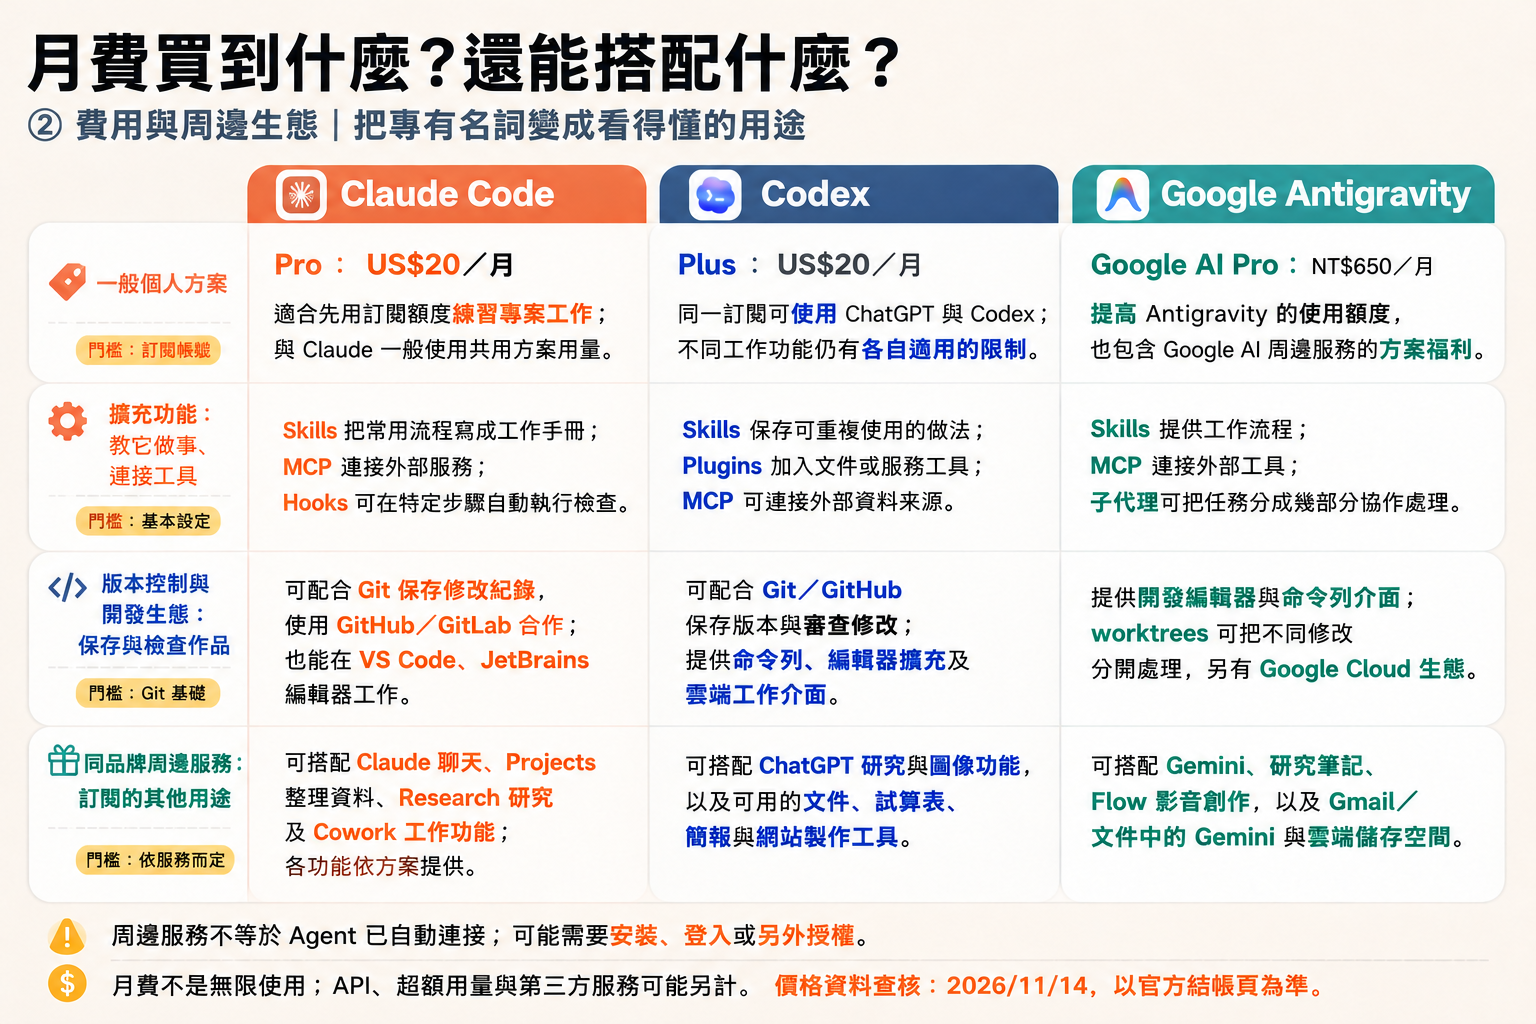 月費買到什麼？還能搭配什麼？
② 費用與周邊生態｜把專有名詞變成看得懂的用途
Claude Code
Codex
Google Antigravity
一般個人方案
門檻：訂閱帳號
Pro： US$20／月
適合先用訂閱額度練習專案工作；
與 Claude 一般使用共用方案用量。
Plus： US$20／月
同一訂閱可使用 ChatGPT 與 Codex；
不同工作功能仍有各自適用的限制。
Google AI Pro：NT$650／月
提高 Antigravity 的使用額度，
也包含 Google AI 周邊服務的方案福利。
擴充功能：
教它做事、
連接工具
門檻：基本設定
Skills 把常用流程寫成工作手冊；
MCP 連接外部服務；
Hooks 可在特定步驟自動執行檢查。
Skills 保存可重複使用的做法；
Plugins 加入文件或服務工具；
MCP 可連接外部資料来源。
Skills 提供工作流程；
MCP 連接外部工具；
子代理可把任務分成幾部分協作處理。
版本控制與
開發生態：
保存與檢查作品
門檻：Git 基礎
可配合 Git 保存修改紀錄，
使用 GitHub／GitLab 合作；
也能在 VS Code、JetBrains
編輯器工作。
可配合 Git／GitHub
保存版本與審查修改；
提供命令列、編輯器擴充及
雲端工作介面。
提供開發編輯器與命令列介面；
worktrees 可把不同修改
分開處理，另有 Google Cloud 生態。
同品牌周邊服務：
訂閱的其他用途
門檻：依服務而定
可搭配 Claude 聊天、Projects
整理資料、Research 研究
及 Cowork 工作功能；
各功能依方案提供。
可搭配 ChatGPT 研究與圖像功能，
以及可用的文件、試算表、
簡報與網站製作工具。
可搭配 Gemini、研究筆記、
Flow 影音創作，以及 Gmail／
文件中的 Gemini 與雲端儲存空間。
周邊服務不等於 Agent 已自動連接；可能需要安裝、登入或另外授權。
月費不是無限使用；API、超額用量與第三方服務可能另計。 價格資料查核：2026/11/14，以官方結帳頁為準。